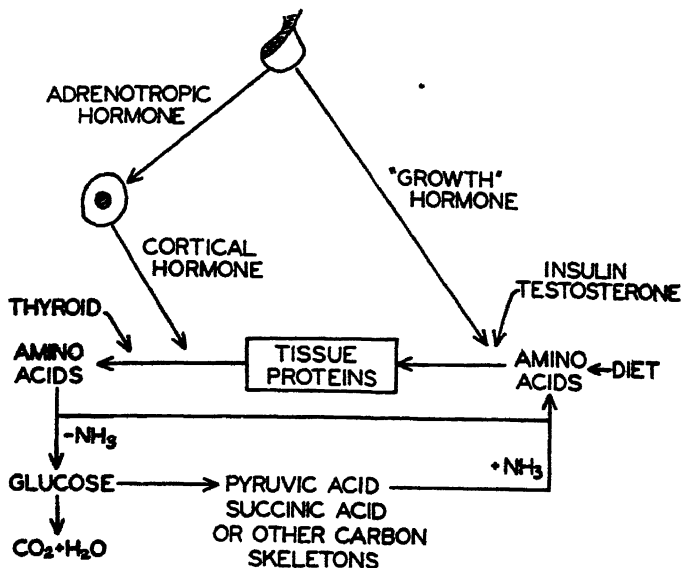 ADRENOTROPIC
HORMONE
"GROWTH"
HORMONE
CORTICAL
HORMONE
INSULIN
TESTOSTERONE
THYROID
AMINO
ACIDS
TISSUE
PROTEINS
AMINO
ACIDS
DIET
-NH₃
+NH₃
GLUCOSE
PYRUVIC ACID
SUCCINIC ACID
OR OTHER CARBON
SKELETONS
CO₂+H₂O